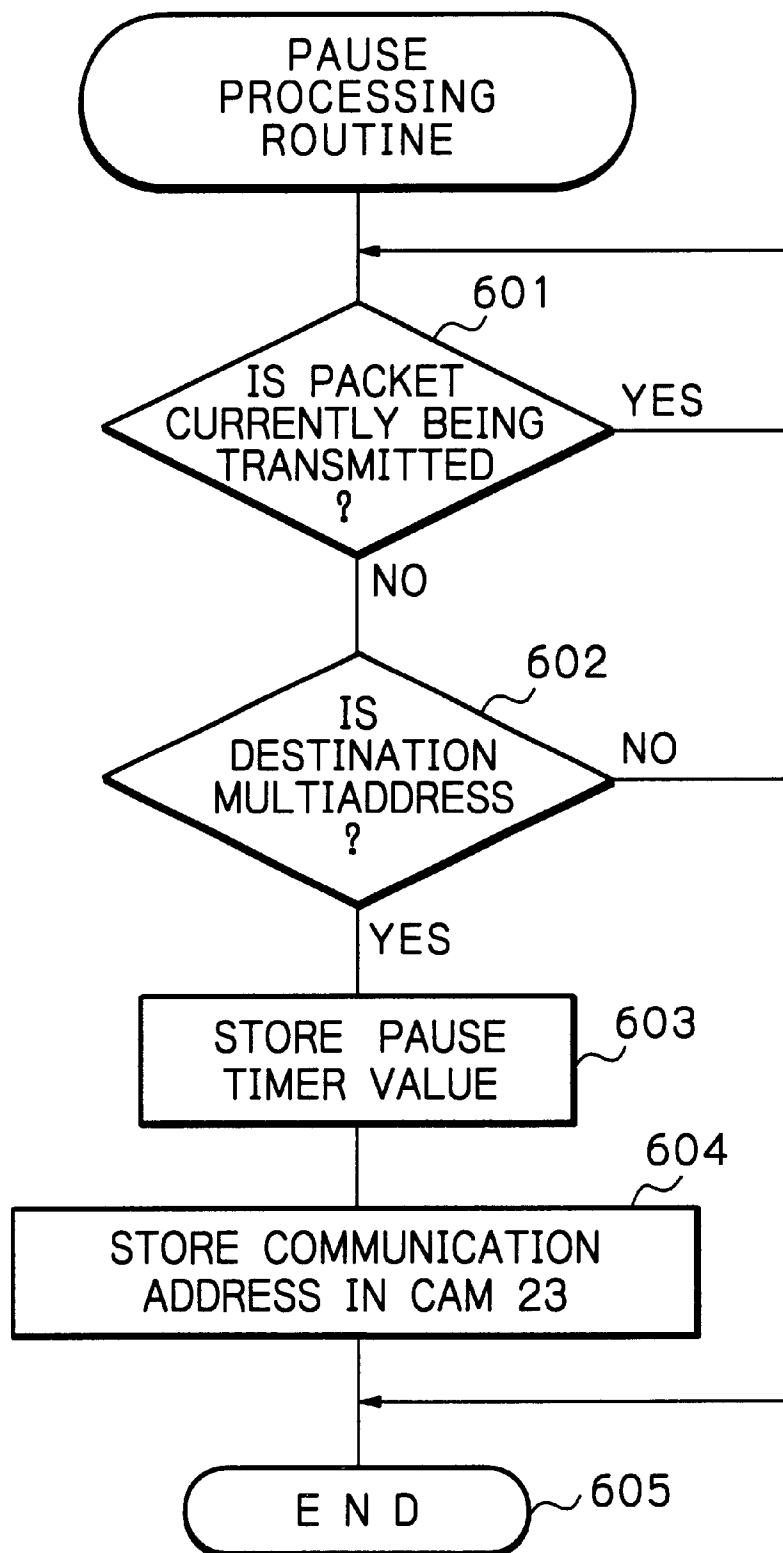 PAUSE
PROCESSING
ROUTINE
601
IS PACKET
CURRENTLY BEING
TRANSMITTED
?
YES
NO
602
IS
DESTINATION
MULTIADDRESS
?
NO
YES
603
STORE PAUSE
TIMER VALUE
604
STORE COMMUNICATION
ADDRESS IN CAM 23
END
605